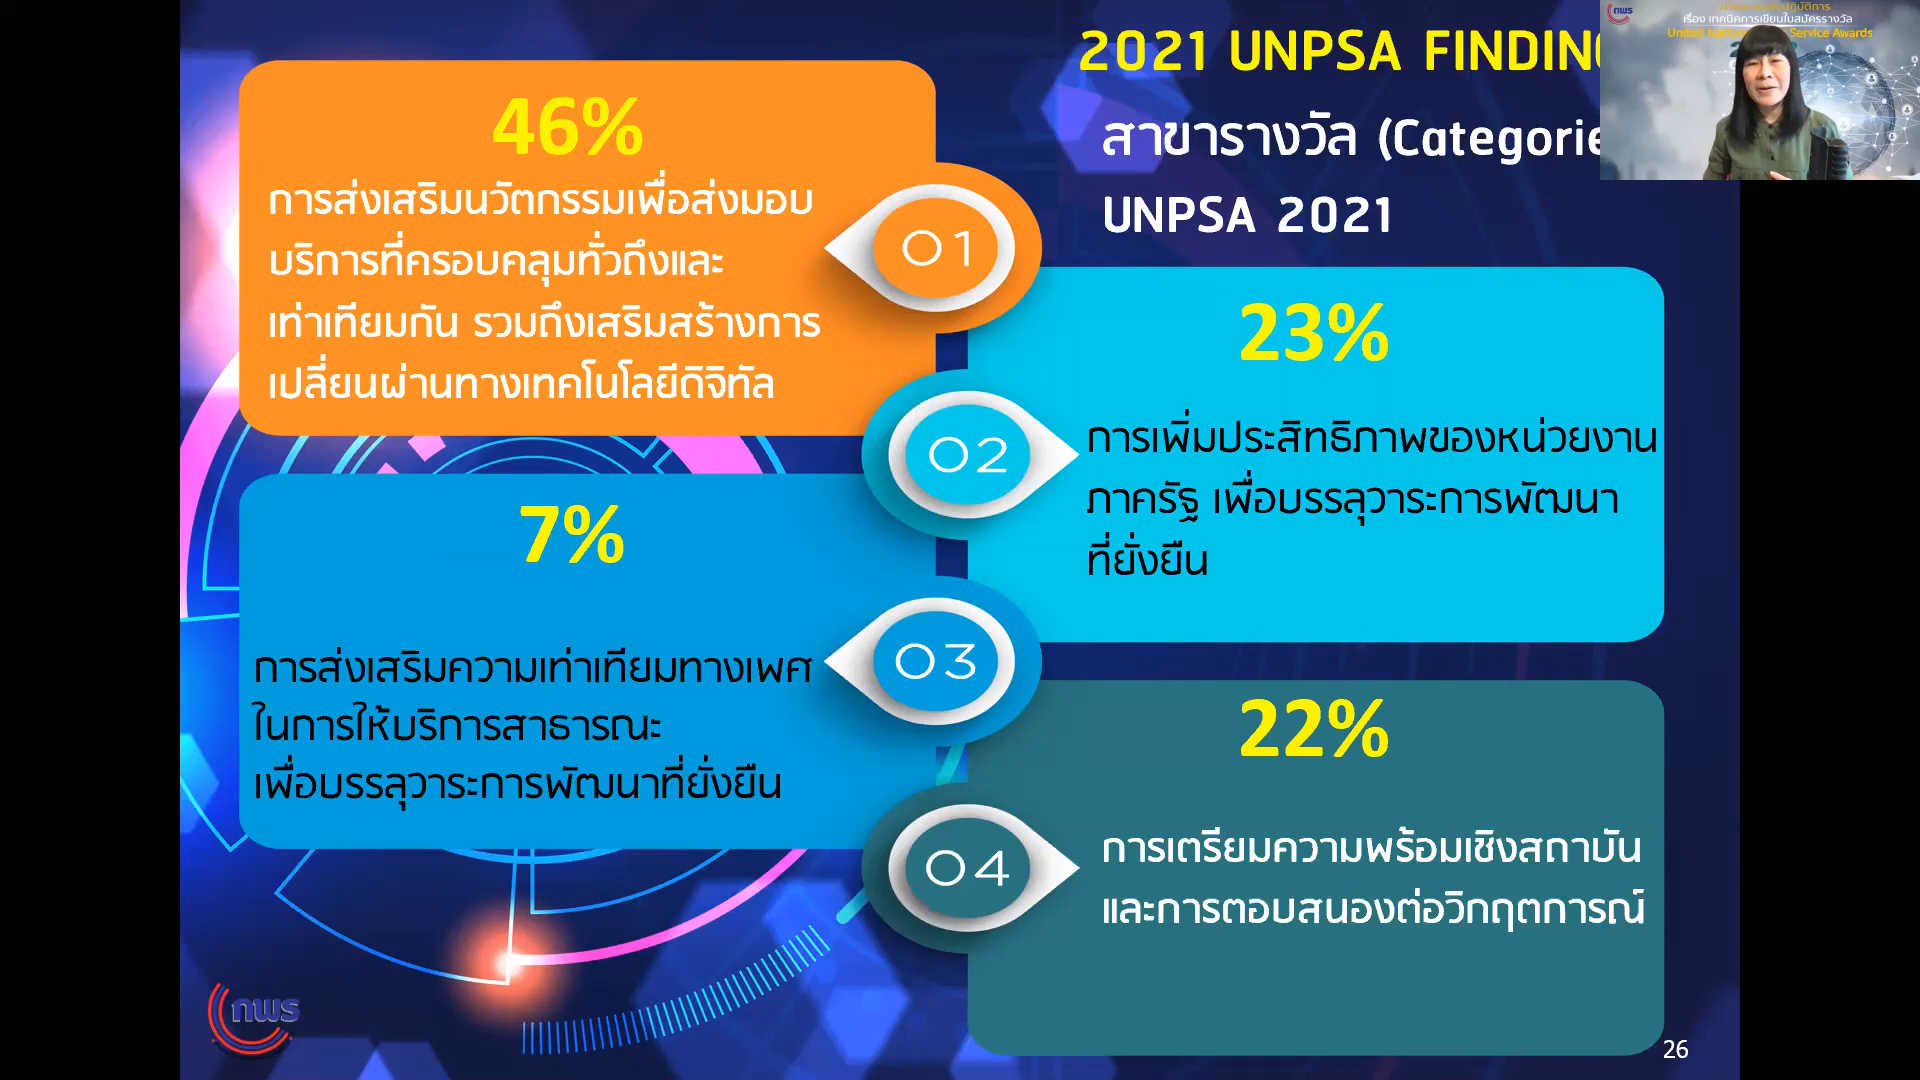 2021 UNPSA FINDIN
สาขารางวัล (Categorie
UNPSA 2021
46%
การส่งเสริมนวัตกรรมเพื่อส่งมอบ
บริการที่ครอบคลุมทั่วถึงและ
เท่าเทียมกัน รวมถึงเสริมสร้างการ
เปลี่ยนผ่านทางเทคโนโลยีดิจิทัล
01
23%
การเพิ่มประสิทธิภาพของหน่วยงาน
ภาครัฐ เพื่อบรรลุวาระการพัฒนา
ที่ยั่งยืน
02
7%
การส่งเสริมความเท่าเทียมทางเพศ
ในการให้บริการสาธารณะ
เพื่อบรรลุวาระการพัฒนาที่ยั่งยืน
03
22%
การเตรียมความพร้อมเชิงสถาบัน
และการตอบสนองต่อวิกฤตการณ์
04
กพร
26
กพร
เรื่อง เทคนิคการเขียนใบสมัครรางวัล
United Service Awards